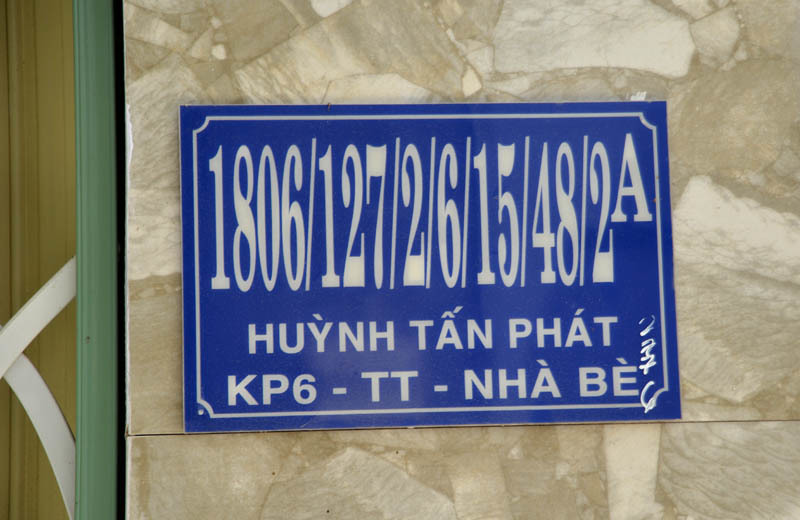 1806/127/2/6/15/48/2A
HUỲNH TẤN PHÁT
KP6 - TT - NHÀ BÈ